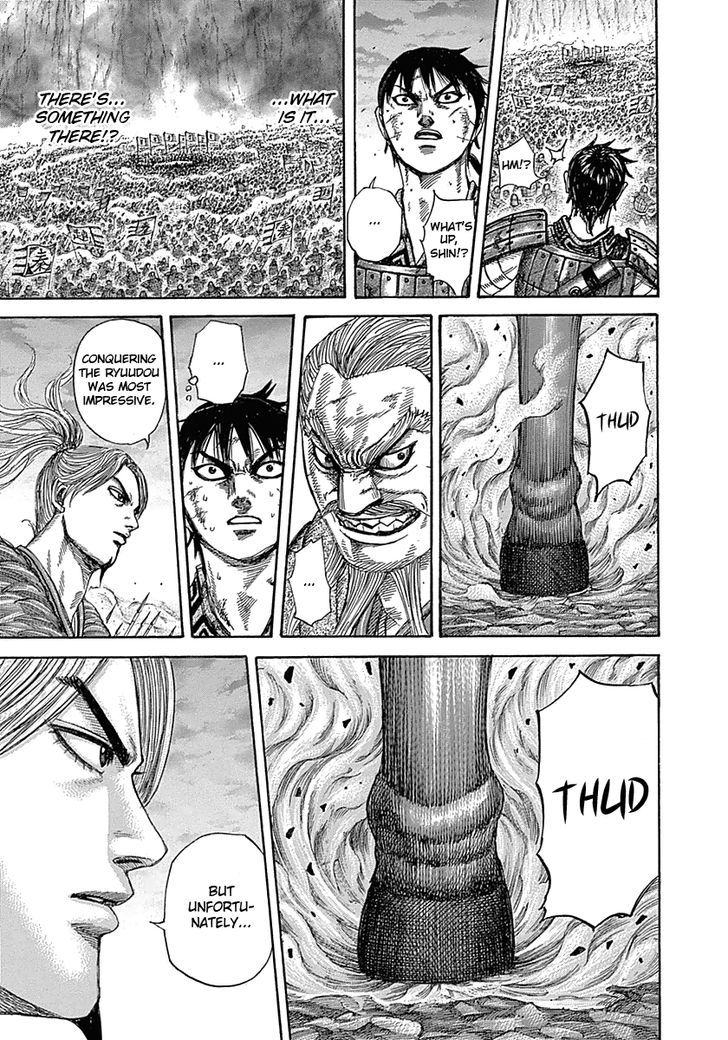 HM!?
WHAT'S
UP,
SHIN!?
...
...WHAT
IS IT...
THERE'S...
SOMETHING
THERE!?
THUD
...
...
CONQUERING
THE RYUUDOU
WAS MOST
IMPRESSIVE.
THUD
BUT
UNFORTU-
NATELY...
遠